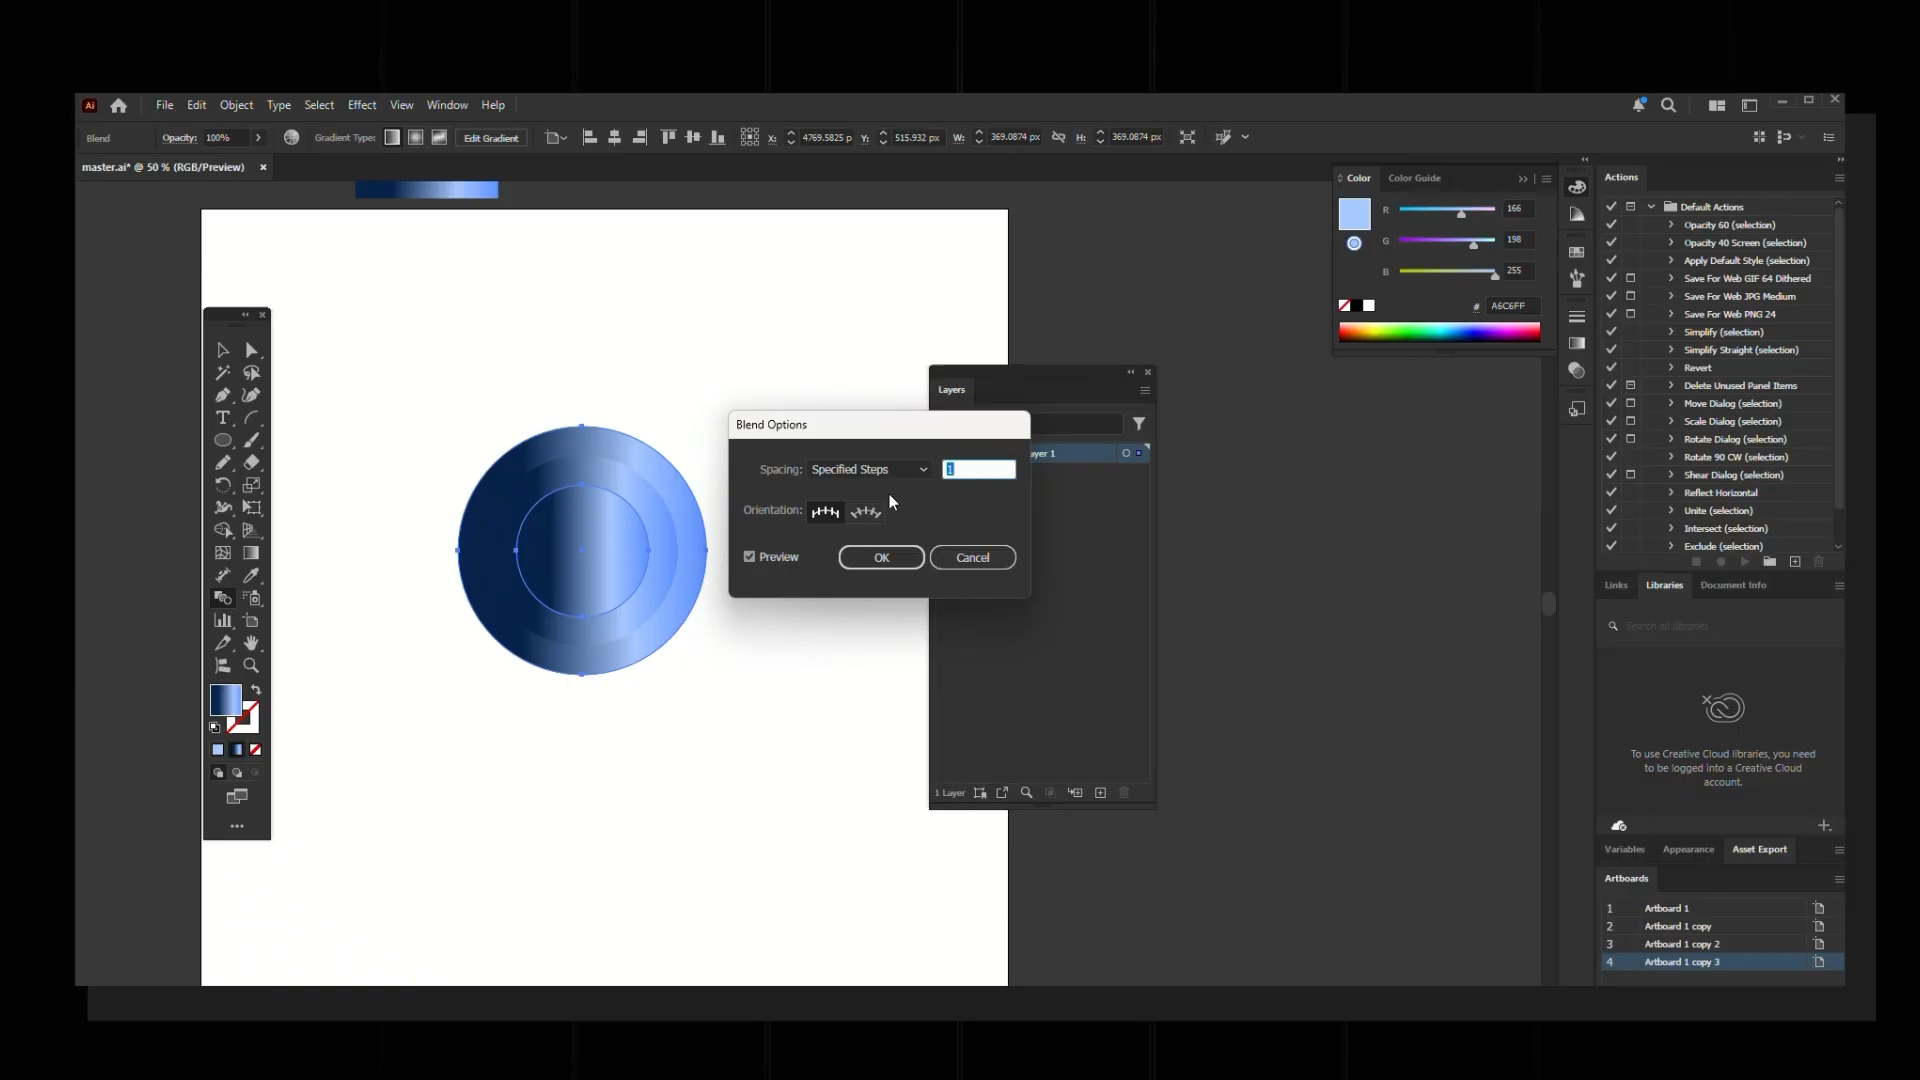 Ai File Edit Object Type Select Effect View Window Help
Blend Opacity: 100% Gradient Type: Edit Gradient X: 4769.5825 p Y: 515.932 px W: 369.0874 px H: 369.0874 px
master.ai* @ 50 % (RGB/Preview)
Color Color Guide
R 166
G 198
B 255
# A6C6FF
Layers
ayer 1
1 Layer
Blend Options
Spacing: Specified Steps 1
Orientation:
Preview OK Cancel
Actions
Default Actions
Opacity 60 (selection)
Opacity 40 Screen (selection)
Apply Default Style (selection)
Save For Web GIF 64 Dithered
Save For Web JPG Medium
Save For Web PNG 24
Simplify (selection)
Simplify Straight (selection)
Revert
Delete Unused Panel Items
Move Dialog (selection)
Scale Dialog (selection)
Rotate Dialog (selection)
Rotate 90 CW (selection)
Shear Dialog (selection)
Reflect Horizontal
Unite (selection)
Intersect (selection)
Exclude (selection)
Links Libraries Document Info
Search all libraries
To use Creative Cloud libraries, you need
to be logged into a Creative Cloud
account.
Variables Appearance Asset Export
Artboards
1 Artboard 1
2 Artboard 1 copy
3 Artboard 1 copy 2
4 Artboard 1 copy 3